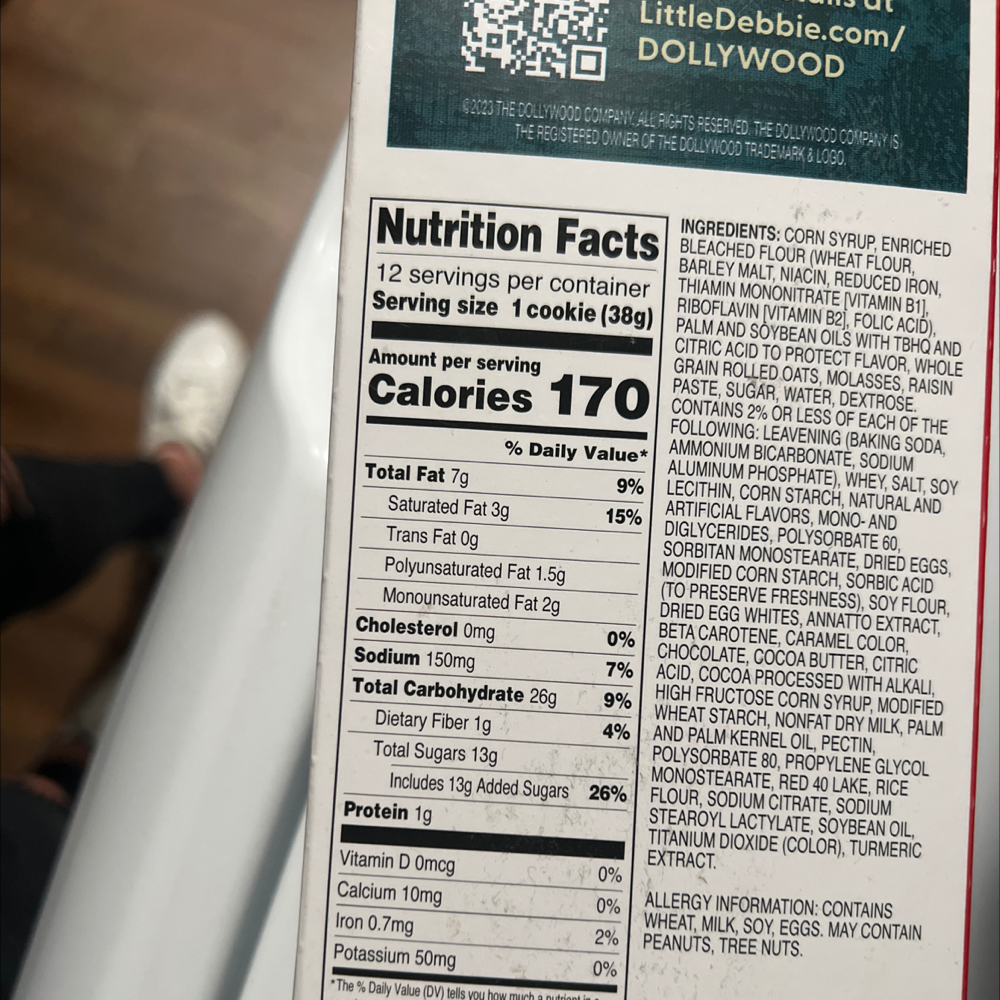 at
LittleDebbie.com/
DOLLYWOOD
©2023 THE DOLLYWOOD COMPANY. ALL RIGHTS RESERVED. THE DOLLYWOOD COMPANY IS
THE REGISTERED OWNER OF THE DOLLYWOOD TRADEMARK & LOGO.
Nutrition Facts
12 servings per container
Serving size 1 cookie (38g)
Amount per serving
Calories 170
% Daily Value*
Total Fat 7g 9%
Saturated Fat 3g 15%
Trans Fat 0g
Polyunsaturated Fat 1.5g
Monounsaturated Fat 2g
Cholesterol 0mg 0%
Sodium 150mg 7%
Total Carbohydrate 26g 9%
Dietary Fiber 1g 4%
Total Sugars 13g
Includes 13g Added Sugars 26%
Protein 1g
Vitamin D 0mcg 0%
Calcium 10mg 0%
Iron 0.7mg 2%
Potassium 50mg 0%
*The % Daily Value (DV) tells you how much a nutrient in a
INGREDIENTS: CORN SYRUP, ENRICHED
BLEACHED FLOUR (WHEAT FLOUR,
BARLEY MALT, NIACIN, REDUCED IRON,
THIAMIN MONONITRATE [VITAMIN B1],
RIBOFLAVIN [VITAMIN B2], FOLIC ACID),
PALM AND SOYBEAN OILS WITH TBHQ AND
CITRIC ACID TO PROTECT FLAVOR, WHOLE
GRAIN ROLLED OATS, MOLASSES, RAISIN
PASTE, SUGAR, WATER, DEXTROSE.
CONTAINS 2% OR LESS OF EACH OF THE
FOLLOWING: LEAVENING (BAKING SODA,
AMMONIUM BICARBONATE, SODIUM
ALUMINUM PHOSPHATE), WHEY, SALT, SOY
LECITHIN, CORN STARCH, NATURAL AND
ARTIFICIAL FLAVORS, MONO- AND
DIGLYCERIDES, POLYSORBATE 60,
SORBITAN MONOSTEARATE, DRIED EGGS,
MODIFIED CORN STARCH, SORBIC ACID
(TO PRESERVE FRESHNESS), SOY FLOUR,
DRIED EGG WHITES, ANNATTO EXTRACT,
BETA CAROTENE, CARAMEL COLOR,
CHOCOLATE, COCOA BUTTER, CITRIC
ACID, COCOA PROCESSED WITH ALKALI,
HIGH FRUCTOSE CORN SYRUP, MODIFIED
WHEAT STARCH, NONFAT DRY MILK, PALM
AND PALM KERNEL OIL, PECTIN,
POLYSORBATE 80, PROPYLENE GLYCOL
MONOSTEARATE, RED 40 LAKE, RICE
FLOUR, SODIUM CITRATE, SODIUM
STEAROYL LACTYLATE, SOYBEAN OIL,
TITANIUM DIOXIDE (COLOR), TURMERIC
EXTRACT.
ALLERGY INFORMATION: CONTAINS
WHEAT, MILK, SOY, EGGS. MAY CONTAIN
PEANUTS, TREE NUTS.